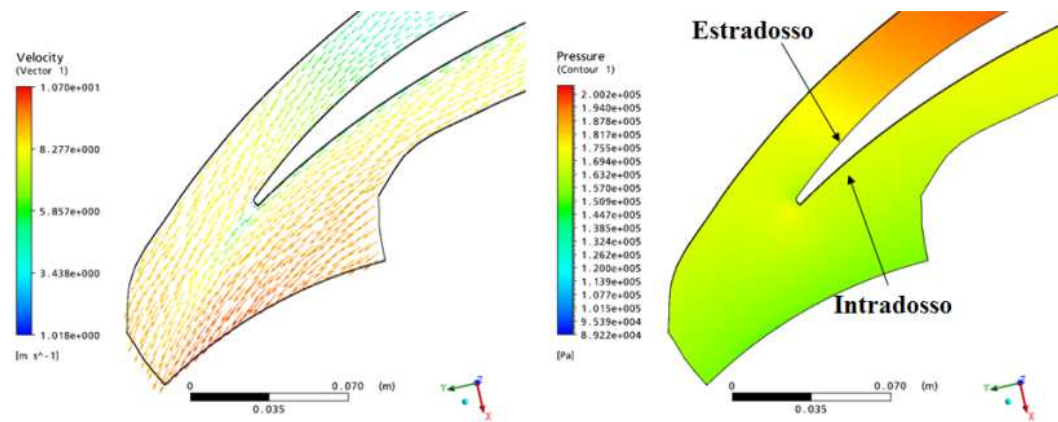 Velocity
(Vector 1)
1.070e+001
8.277e+000
5.857e+000
3.438e+000
1.018e+000
[m s^-1]
0
0.070
(m)
0.035
Y
Z
X
Pressure
(Contour 1)
2.002e+005
1.940e+005
1.878e+005
1.817e+005
1.755e+005
1.694e+005
1.632e+005
1.570e+005
1.509e+005
1.447e+005
1.385e+005
1.324e+005
1.262e+005
1.200e+005
1.139e+005
1.077e+005
1.015e+005
9.539e+004
8.922e+004
[Pa]
Estradosso
Intradosso
0
0.070
(m)
0.035
Y
Z
X